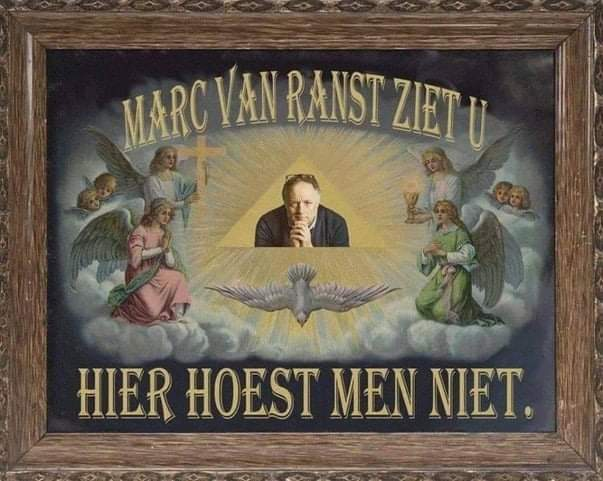 MARC VAN RANST ZIET U
HIER HOEST MEN NIET.